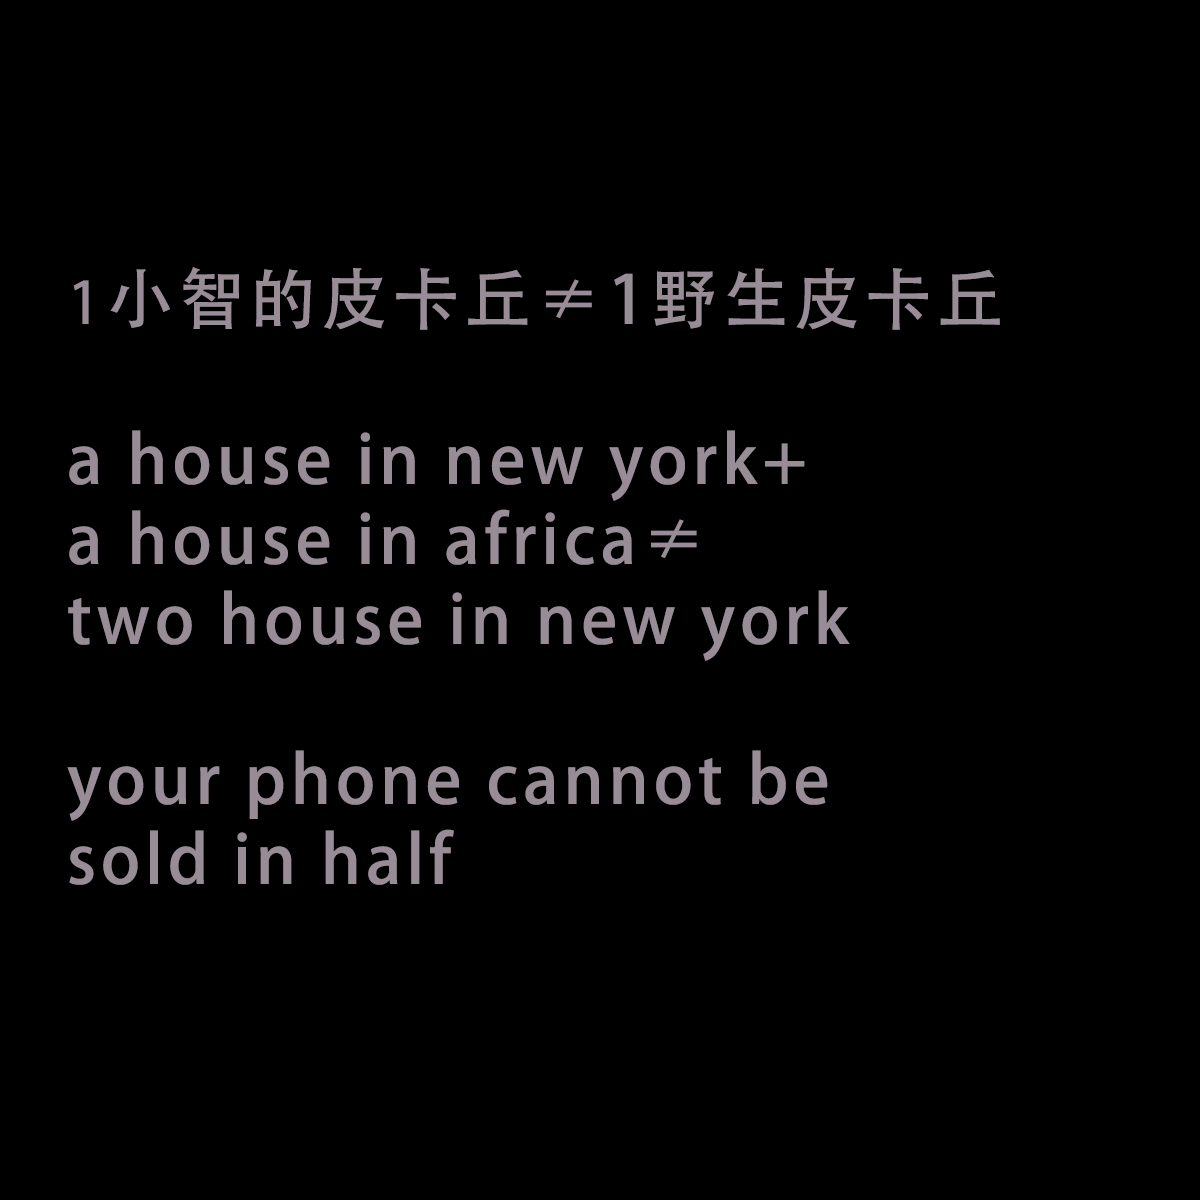 1小智的皮卡丘≠1野生皮卡丘
a house in new york+
a house in africa≠
two house in new york
your phone cannot be
sold in half